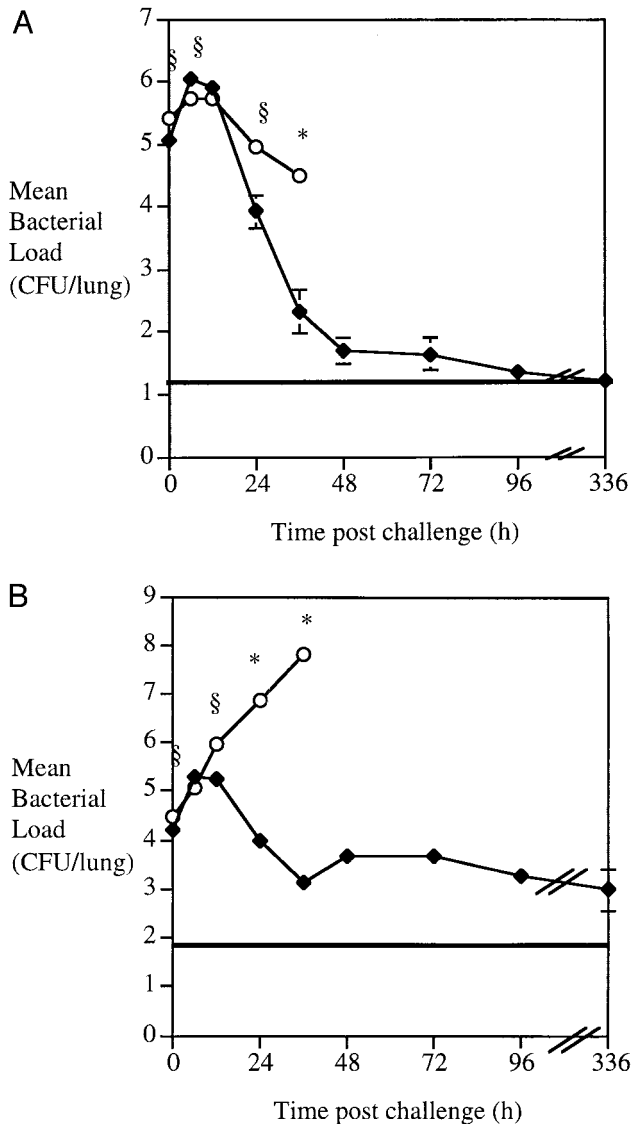 A
7
§ §
6
5
§
*
Mean
Bacterial
Load
(CFU/lung)
4
3
2
1
0
0 24 48 72 96 336
Time post challenge (h)
B
9
8
*
7
*
§
6
§
Mean
Bacterial
Load
(CFU/lung)
5
4
3
2
1
0
0 24 48 72 96 336
Time post challenge (h)